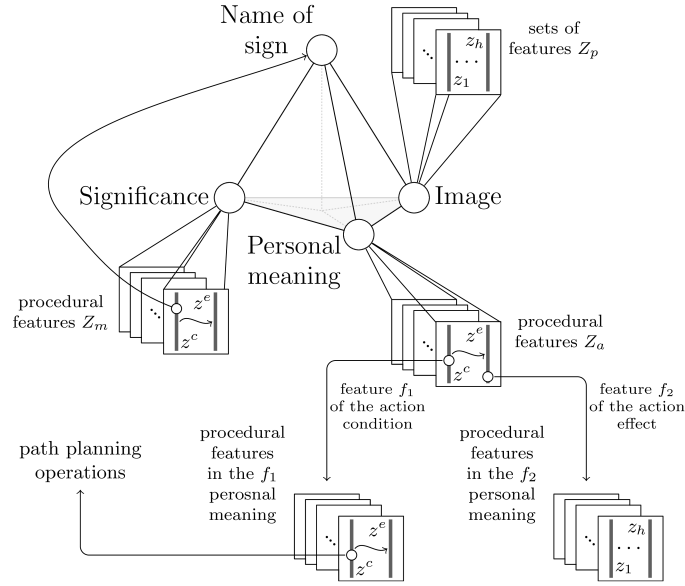 Name of
sign
sets of
features Z_p
z_h
...
z_1
Significance
Image
Personal
meaning
procedural
features Z_m
z^e
z^c
procedural
features Z_a
z^e
z^c
feature f_1
of the action
condition
feature f_2
of the action
effect
path planning
operations
procedural
features
in the f_1
perosnal
meaning
z^e
z^c
procedural
features
in the f_2
personal
meaning
z_h
...
z_1